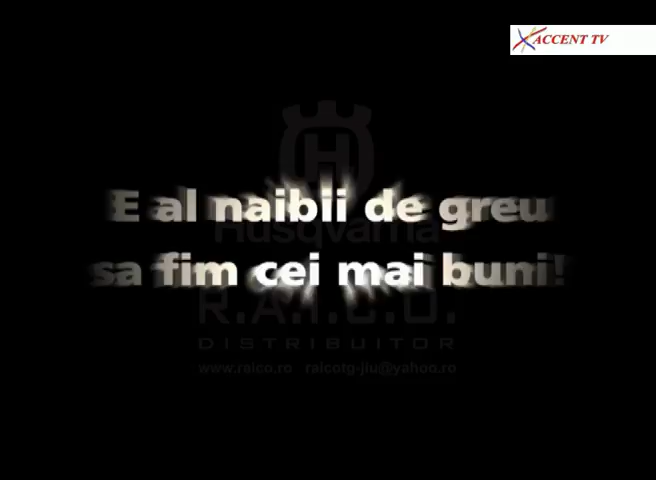 ACCENT TV
H
E al naibii de greu
Husqvarna
sa fim cei mai buni!
R.A.I.C.O.
DISTRIBUITOR
www.raico.ro raicotg-jiu@yahoo.ro